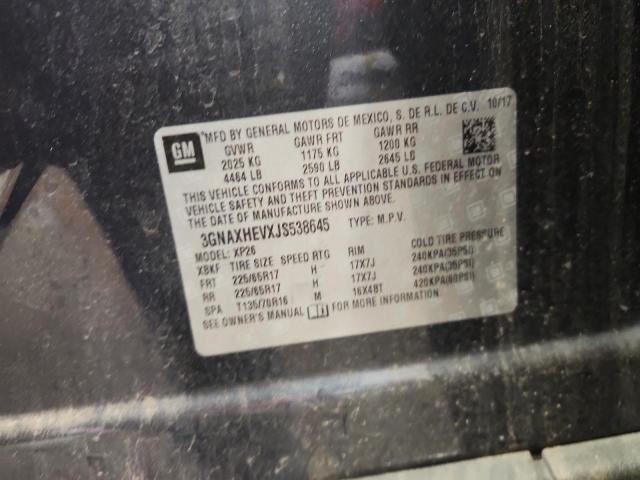 GM
MFD BY GENERAL MOTORS DE MEXICO, S. DE R.L. DE C.V. 10/17
GVWR GAWR FRT GAWR RR
2025 KG 1175 KG 1200 KG
4464 LB 2590 LB 2645 LB
THIS VEHICLE CONFORMS TO ALL APPLICABLE U.S. FEDERAL MOTOR
VEHICLE SAFETY AND THEFT PREVENTION STANDARDS IN EFFECT ON
THE DATE OF MANUFACTURE SHOWN ABOVE.
3GNAXHEVXJS538645 TYPE: M.P.V.
MODEL: XP26
XBKF TIRE SIZE SPEED RTG RIM COLD TIRE PRESSURE
FRT 225/65R17 H 17X7J 240KPA(35PSI)
RR 225/65R17 H 17X7J 240KPA(35PSI)
SPA T135/70R16 M 16X4BT 420KPA(60PSI)
SEE OWNER'S MANUAL FOR MORE INFORMATION.